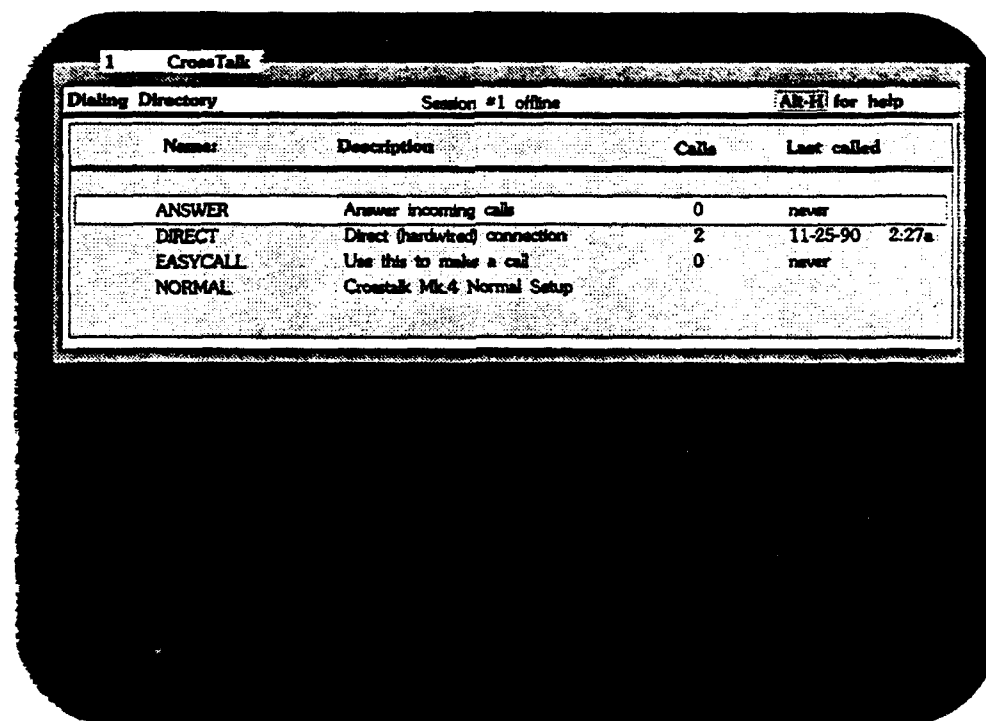 1 CrossTalk
Dialing Directory Session #1 offline Alt-H for help
Names Description Calls Last called
ANSWER Answer incoming calls 0 never
DIRECT Direct (hardwired) connection 2 11-25-90 2:27a
EASYCALL Use this to make a call 0 never
NORMAL Crosstalk Mk.4 Normal Setup